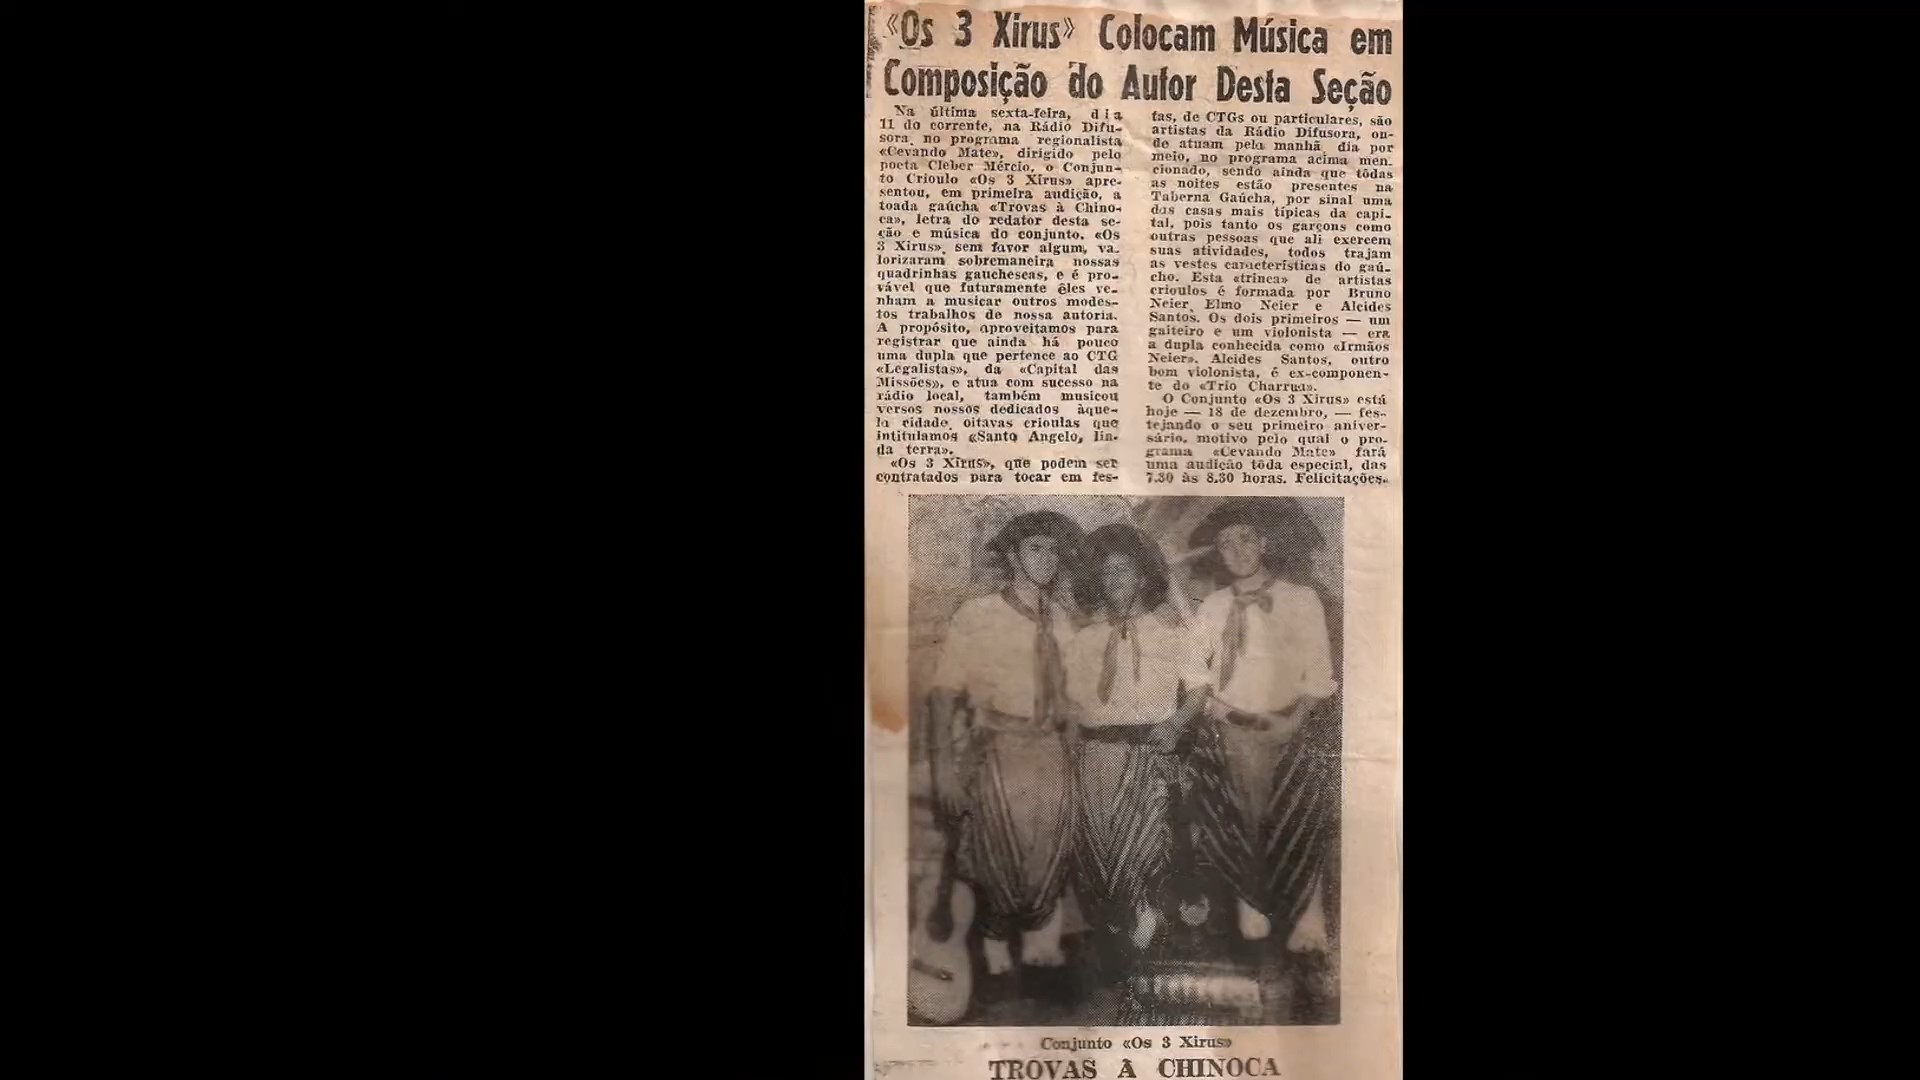 «Os 3 Xirus» Colocam Música em
Composição do Autor Desta Seção
Na última sexta-feira, dia
11 do corrente, na Rádio Difu-
sora, no programa regionalista
«Cevando Mate», dirigido pelo
poeta Cleber Mércio, o Conjun-
to Crioulo «Os 3 Xirus» apre-
sentou, em primeira audição, a
toada gaúcha «Trovas à Chino-
ca», letra do redator desta se-
ção e música do conjunto. «Os
3 Xirus», sem favor algum, va-
lorizaram sobremaneira nossas
quadrinhas gauchescas, e é pro-
vável que futuramente êles ve-
nham a musicar outros modes-
tos trabalhos de nossa autoria.
A propósito, aproveitamos para
registrar que ainda há pouco
uma dupla que pertence ao CTG
«Legalistas», da «Capital das
Missões», e atua com sucesso na
rádio local, também musicou
versos nossos dedicados àque-
la cidade, oitavas crioulas que
intitulamos «Santo Angelo, lin-
da terra».
«Os 3 Xirus», que podem ser
contratados para tocar em fes-
tas, de CTGs ou particulares, são
artistas da Rádio Difusora, on-
de atuam pela manhã, dia por
meio, no programa acima men-
cionado, sendo ainda que tôdas
as noites estão presentes na
Taberna Gaúcha, por sinal uma
das casas mais típicas da capi-
tal, pois tanto os garçons como
outras pessoas que ali exercem
suas atividades, todos trajam
as vestes características do gaú-
cho. Esta «trinca» de artistas
crioulos é formada por Bruno
Neier, Elmo Neier e Alcides
Santos. Os dois primeiros — um
gaiteiro e um violonista — era
a dupla conhecida como «Irmãos
Neier». Alcides Santos, outro
bom violonista, é ex-componen-
te do «Trio Charrua».
O Conjunto «Os 3 Xirus» está
hoje — 18 de dezembro, — fes-
tejando o seu primeiro aniver-
sário, motivo pelo qual o pro-
grama «Cevando Mate» fará
uma audição tôda especial, das
7.30 às 8.30 horas. Felicitações.
Conjunto «Os 3 Xirus»
TROVAS À CHINOCA